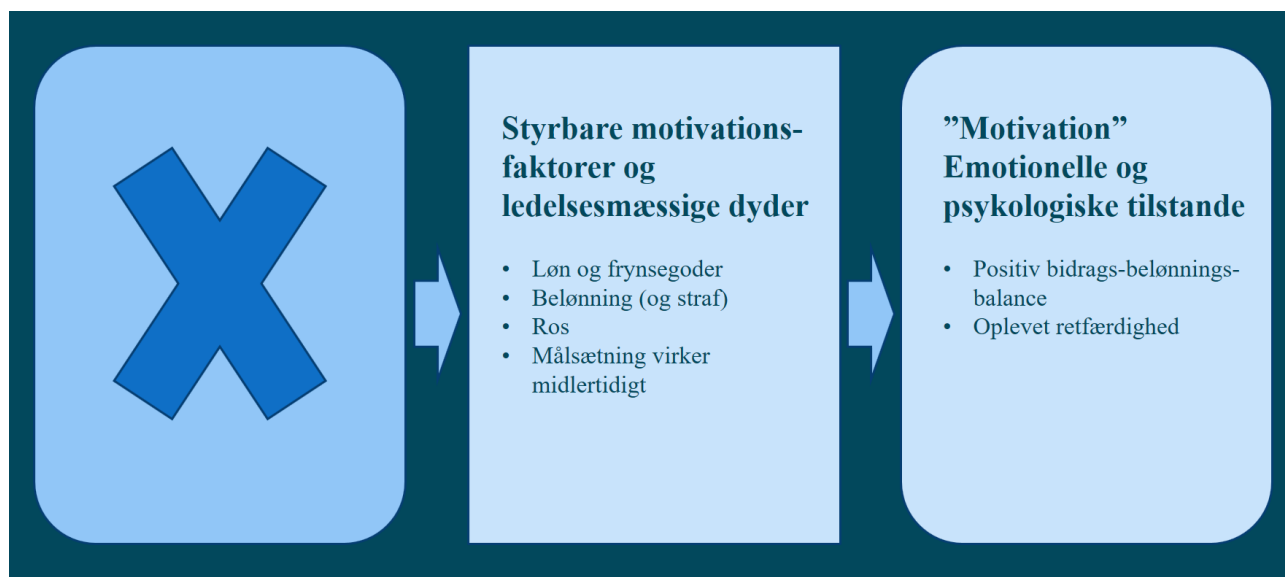 Styrbare motivations-
faktorer og
ledelsesmæssige dyder
• Løn og frynsegoder
• Belønning (og straf)
• Ros
• Målsætning virker
midlertidigt
”Motivation”
Emotionelle og
psykologiske tilstande
• Positiv bidrags-belønnings-
balance
• Oplevet retfærdighed